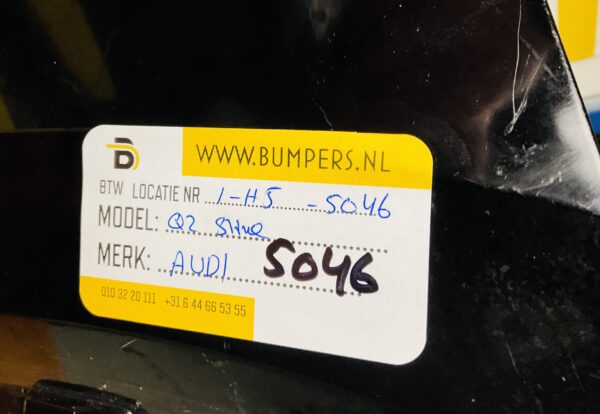 B
WWW.BUMPERS.NL
BTW LOCATIE NR 1-H5 - 5046
MODEL: Q2 Sline
MERK: AUDI 5046
010 32 20 111 +31 6 44 66 53 55